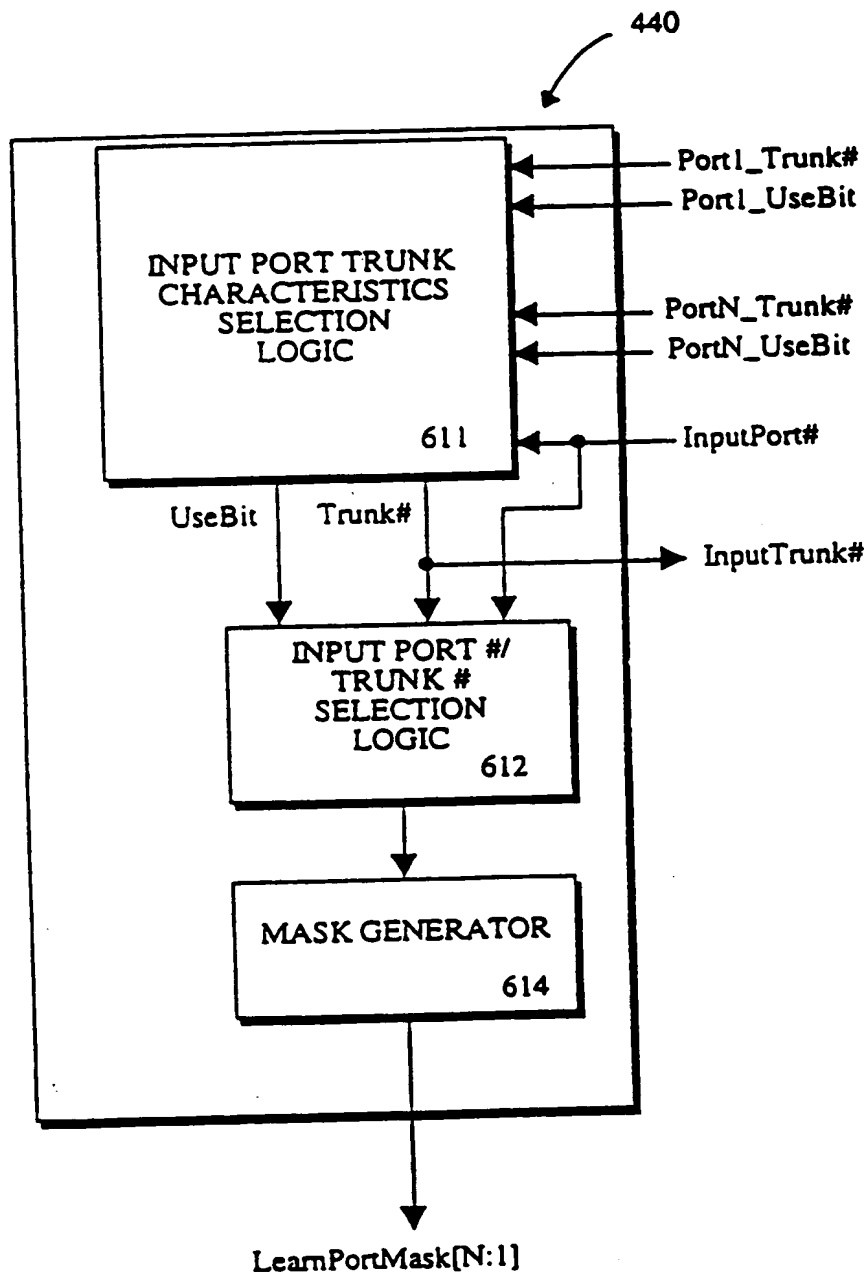 440
Port1_Trunk#
Port1_UseBit
INPUT PORT TRUNK
CHARACTERISTICS
SELECTION
LOGIC
PortN_Trunk#
PortN_UseBit
611
InputPort#
UseBit
Trunk#
InputTrunk#
INPUT PORT #/
TRUNK #
SELECTION
LOGIC
612
MASK GENERATOR
614
LearnPortMask[N:1]